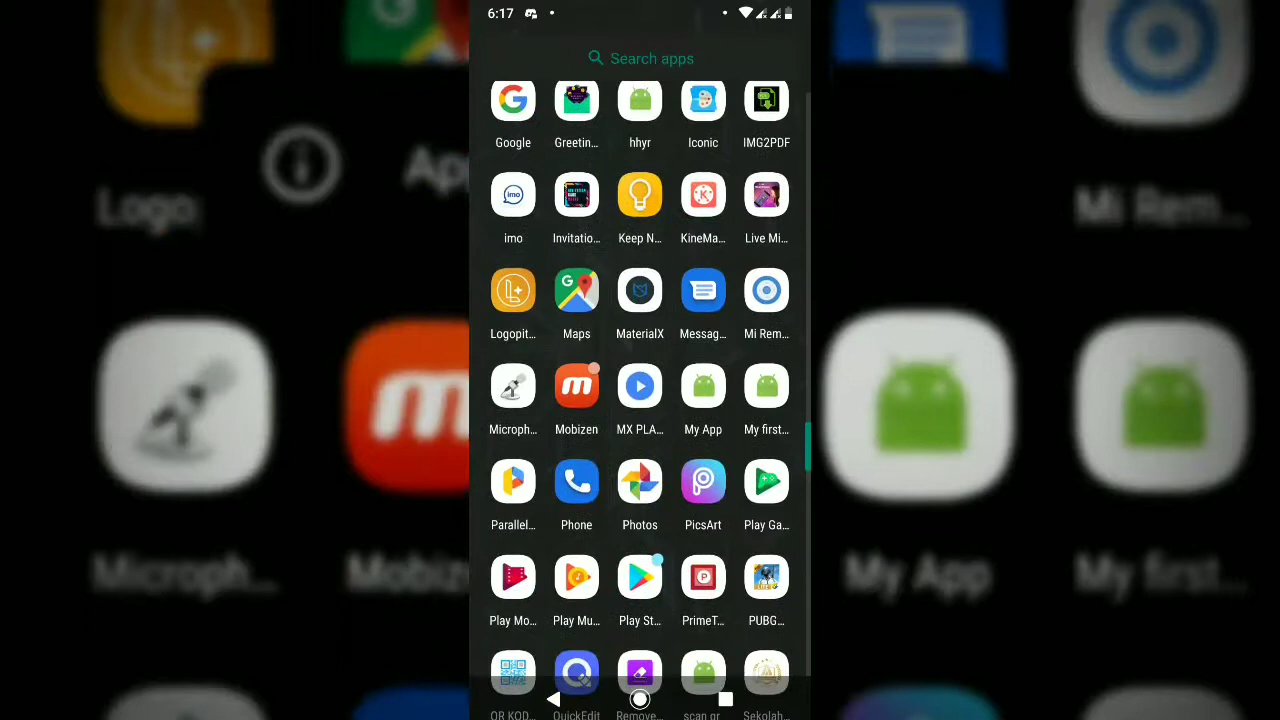 6:17
Search apps
Google Greetin... hhyr Iconic IMG2PDF
imo
imo Invitatio... Keep N... KineMa... Live Mi...
Logopit... Maps MaterialX Messag... Mi Rem...
Microph... Mobizen MX PLA... My App My first...
Parallel... Phone Photos PicsArt Play Ga...
Play Mo... Play Mu... Play St... PrimeT... PUBG...
QR KOD... QuickEdit Remove... scan qr Sekolah...
Logo
App
Mi Rem...
Microph...
Mobiz
My App
My first...